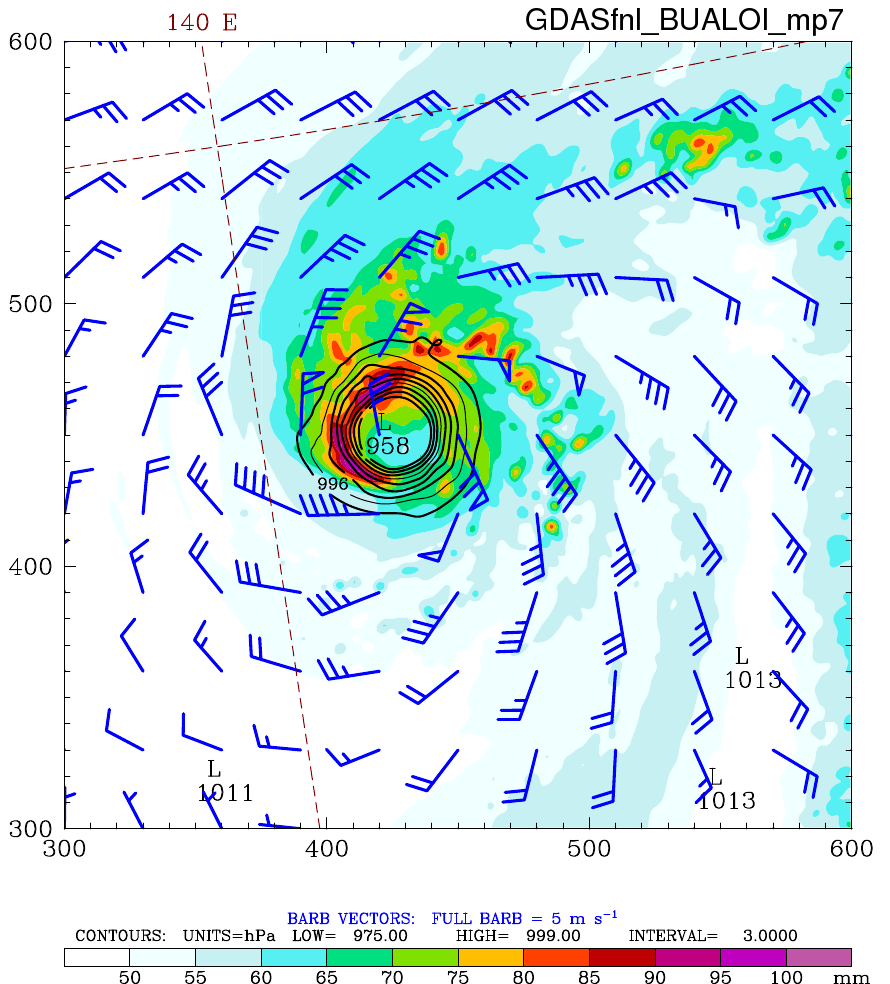 140 E GDASfnl_BUALOI_mp7
600
500
400
300
L
958
996
L
1013
L
1011
L
1013
300 400 500 600
BARB VECTORS: FULL BARB = 5 m s⁻¹
CONTOURS: UNITS=hPa LOW= 975.00 HIGH= 999.00 INTERVAL= 3.0000
50 55 60 65 70 75 80 85 90 95 100 mm